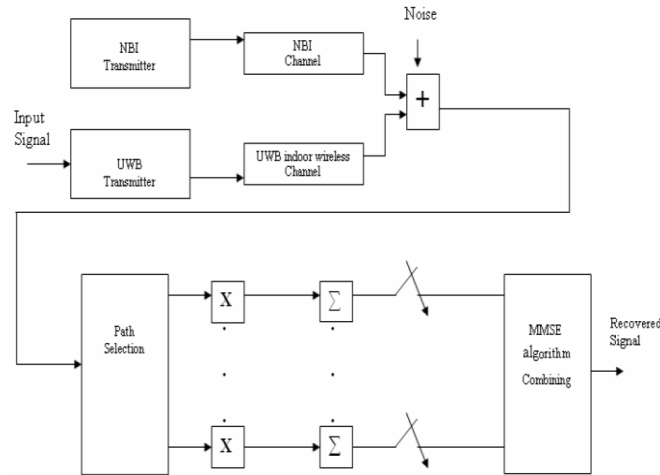 Noise
NBI
Transmitter
NBI
Channel
+
Input
Signal
UWB
Transmitter
UWB indoor wireless
Channel
Path
Selection
X
Σ
X
Σ
MMSE
algorithm
Combining
Recovered
Signal